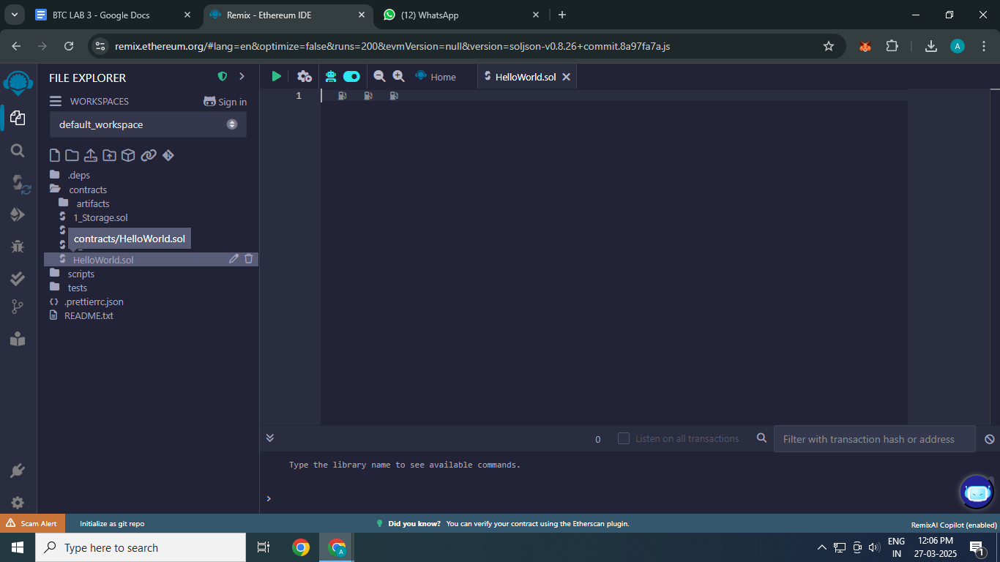 BTC LAB 3 - Google Docs
Remix - Ethereum IDE
(12) WhatsApp
remix.ethereum.org/#lang=en&optimize=false&runs=200&evmVersion=null&version=soljson-v0.8.26+commit.8a97fa7a.js
A
FILE EXPLORER
Home
HelloWorld.sol
WORKSPACES
Sign in
default_workspace
1
.deps
contracts
artifacts
1_Storage.sol
contracts/HelloWorld.sol
HelloWorld.sol
scripts
tests
.prettierrc.json
README.txt
0
Listen on all transactions
Filter with transaction hash or address
Type the library name to see available commands.
>
Scam Alert
Initialize as git repo
Did you know? You can verify your contract using the Etherscan plugin.
RemixAI Copilot (enabled)
Type here to search
A
ENG
IN
12:06 PM
27-03-2025
1